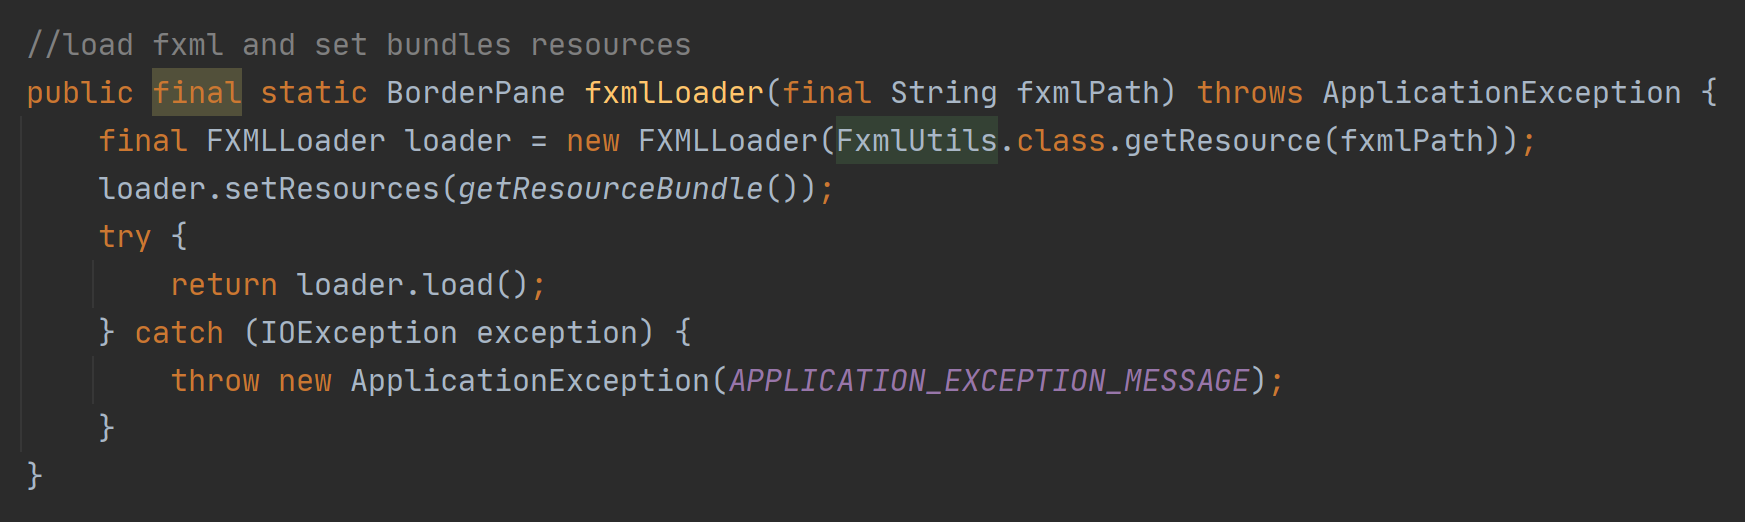 //load fxml and set bundles resources
public final static BorderPane fxmlLoader(final String fxmlPath) throws ApplicationException {
    final FXMLLoader loader = new FXMLLoader(FxmlUtils.class.getResource(fxmlPath));
    loader.setResources(getResourceBundle());
    try {
        return loader.load();
    } catch (IOException exception) {
        throw new ApplicationException(APPLICATION_EXCEPTION_MESSAGE);
    }
}